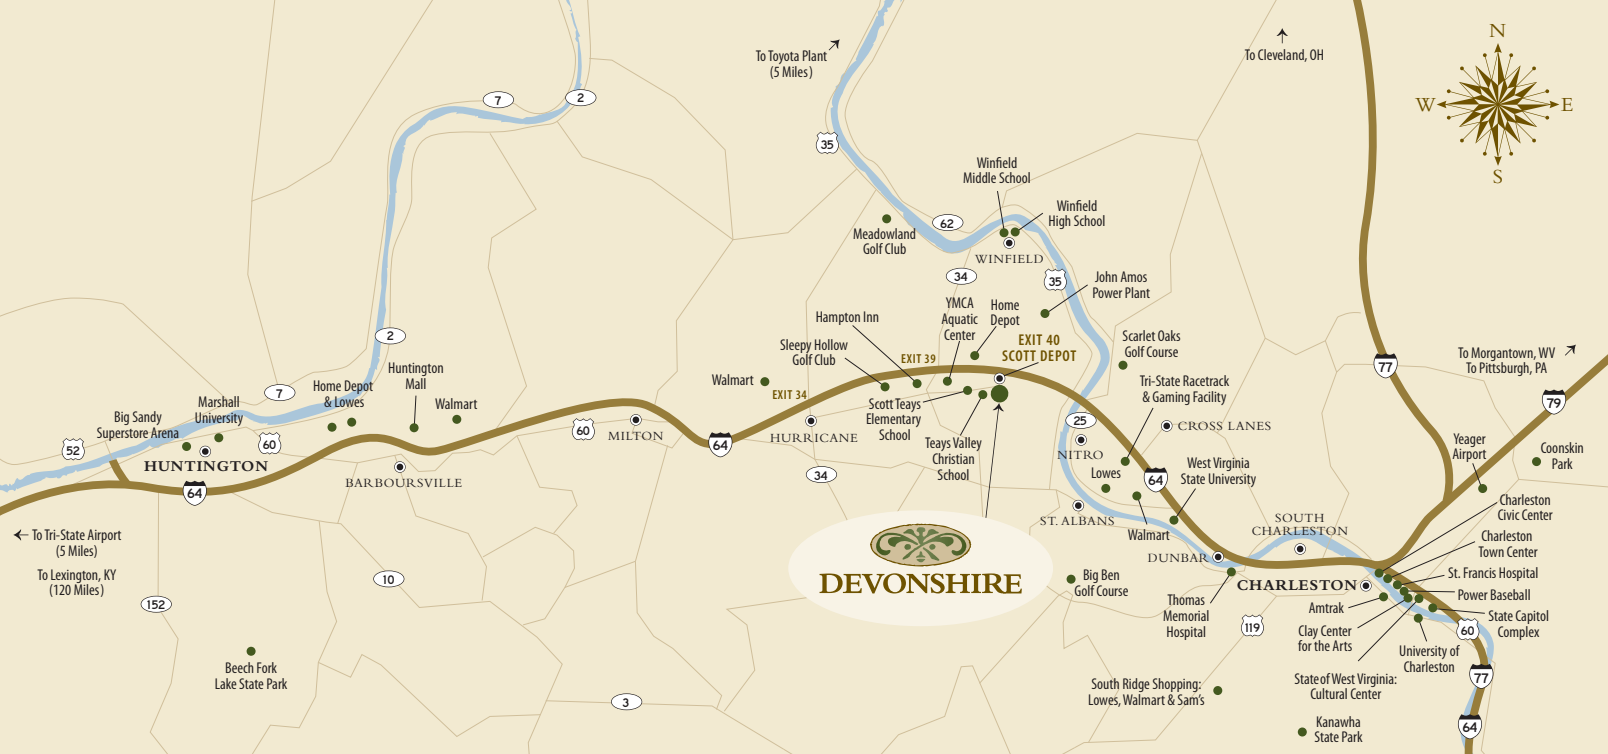 To Toyota Plant
(5 Miles)
To Cleveland, OH
N
W
E
S
7
2
35
Winfield
Middle School
Winfield
High School
62
Meadowland
Golf Club
WINFIELD
34
35
John Amos
Power Plant
YMCA
Aquatic
Center
Home
Depot
Hampton Inn
Sleepy Hollow
Golf Club
EXIT 39
EXIT 40
SCOTT DEPOT
Scarlet Oaks
Golf Course
2
To Morgantown, WV
To Pittsburgh, PA
77
79
Huntington
Mall
Home Depot
& Lowes
Walmart
7
Marshall
University
Big Sandy
Superstore Arena
Walmart
EXIT 34
Tri-State Racetrack
& Gaming Facility
Scott Teays
Elementary
School
Teays Valley
Christian
School
25
CROSS LANES
NITRO
52
60
HUNTINGTON
64
BARBOURSVILLE
60
MILTON
64
HURRICANE
34
Lowes
64
West Virginia
State University
Yeager
Airport
Coonskin
Park
ST. ALBANS
Walmart
DUNBAR
SOUTH
CHARLESTON
Charleston
Civic Center
Charleston
Town Center
St. Francis Hospital
Power Baseball
State Capitol
Complex
To Tri-State Airport
(5 Miles)
To Lexington, KY
(120 Miles)
152
10
DEVONSHIRE
Big Ben
Golf Course
Thomas
Memorial
Hospital
CHARLESTON
Amtrak
119
Clay Center
for the Arts
60
University of
Charleston
State of West Virginia:
Cultural Center
77
Beech Fork
Lake State Park
3
South Ridge Shopping:
Lowes, Walmart & Sam's
Kanawha
State Park
64